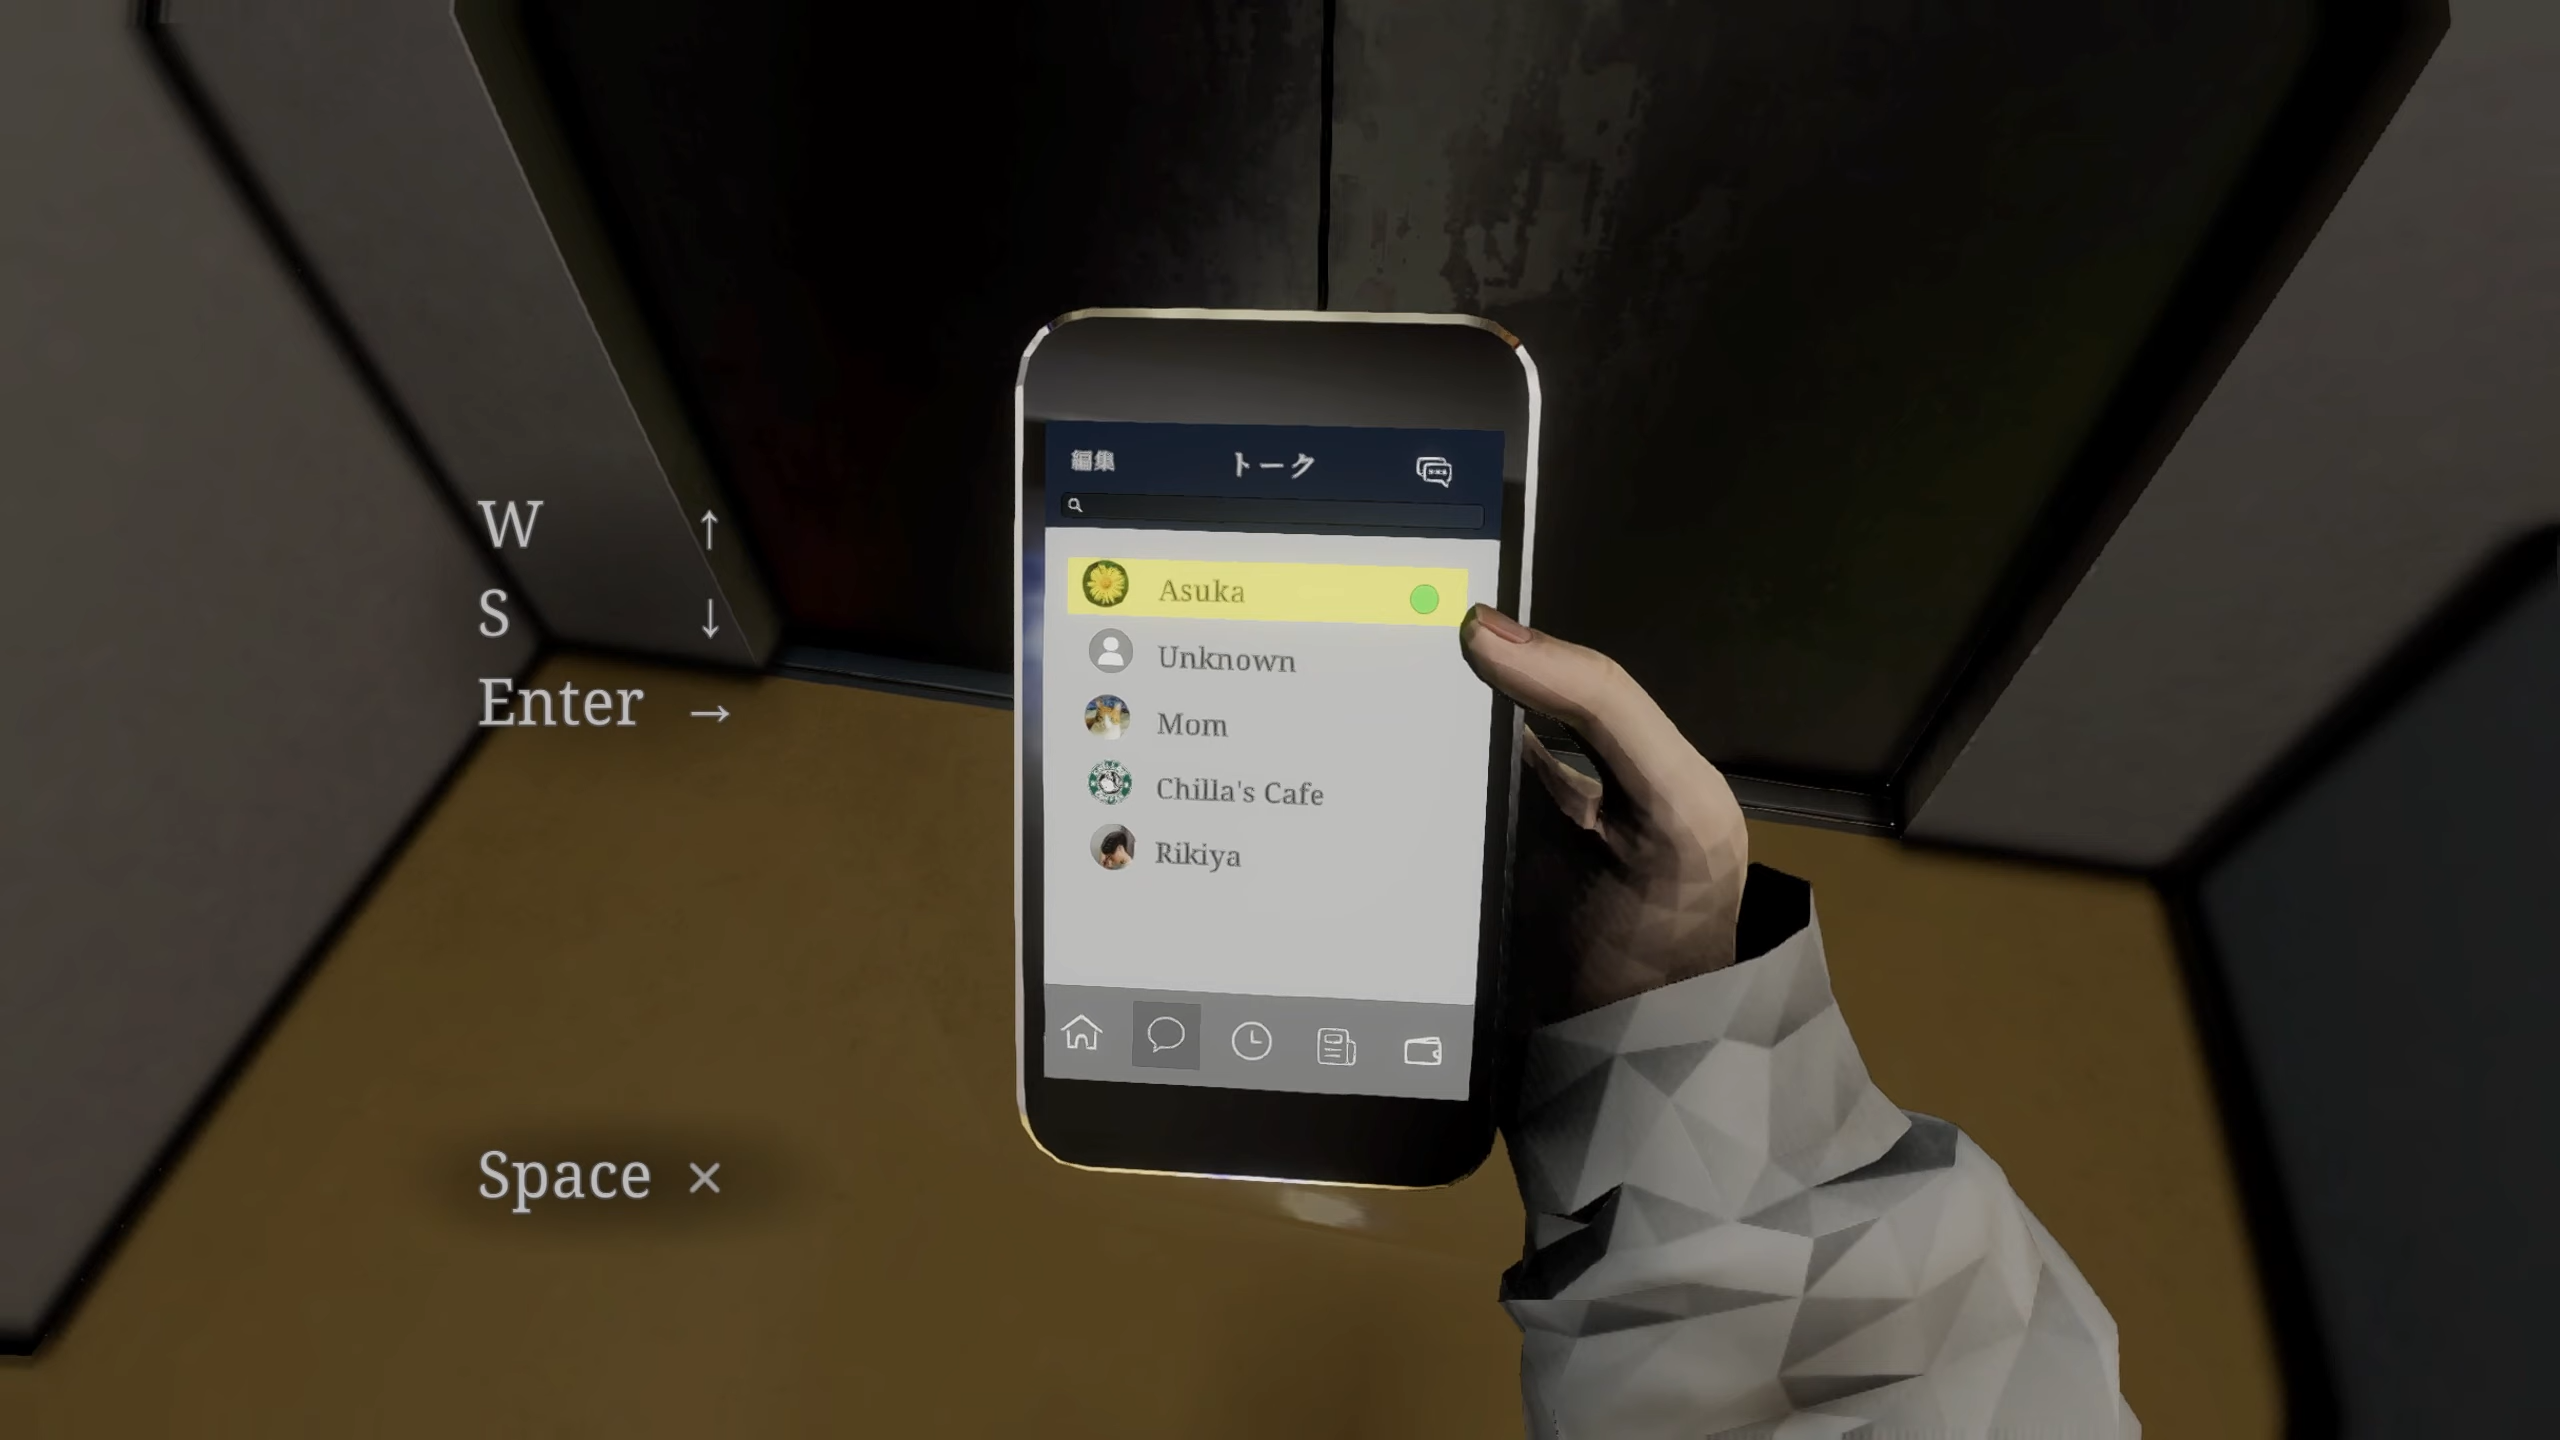 W ↑
S ↓
Enter →
Space ×
編集 トーク
Asuka
Unknown
Mom
Chilla's Cafe
Rikiya